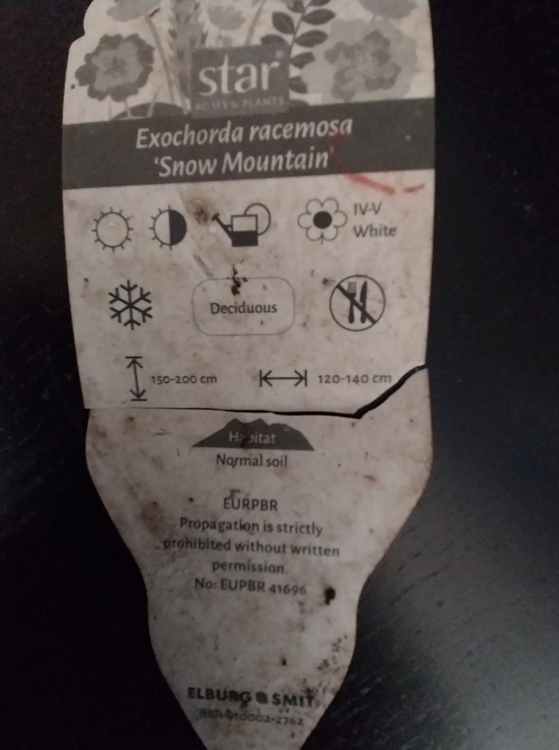 star
ROSES & PLANTS
Exochorda racemosa
'Snow Mountain'
IV-V
White
Deciduous
150-200 cm
120-140 cm
Habitat
Normal soil
EURPBR
Propagation is strictly
prohibited without written
permission.
No: EUPBR 41696
ELBURG SMIT